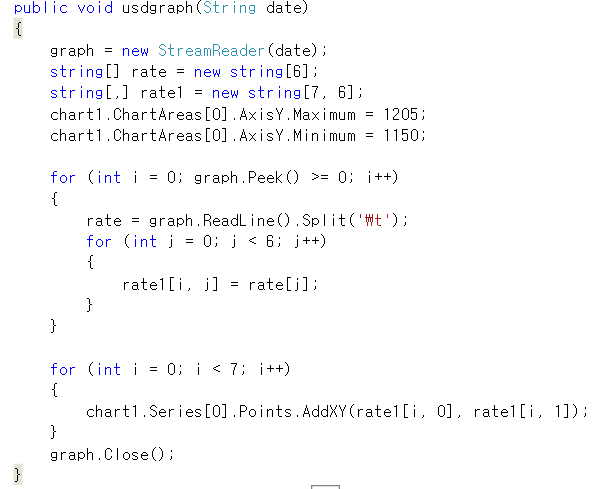 public void usdgraph(String date)
{
    graph = new StreamReader(date);
    string[] rate = new string[6];
    string[,] rate1 = new string[7, 6];
    chart1.ChartAreas[0].AxisY.Maximum = 1205;
    chart1.ChartAreas[0].AxisY.Minimum = 1150;

    for (int i = 0; graph.Peek() >= 0; i++)
    {
        rate = graph.ReadLine().Split('₩t');
        for (int j = 0; j < 6; j++)
        {
            rate1[i, j] = rate[j];
        }
    }

    for (int i = 0; i < 7; i++)
    {
        chart1.Series[0].Points.AddXY(rate1[i, 0], rate1[i, 1]);
    }
    graph.Close();
}